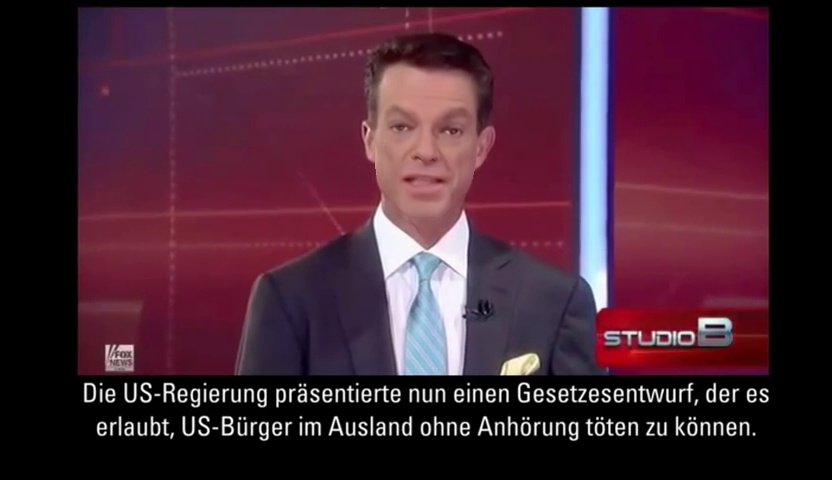 STUDIO B
FOX
NEWS
Die US-Regierung präsentierte nun einen Gesetzesentwurf, der es
erlaubt, US-Bürger im Ausland ohne Anhörung töten zu können.